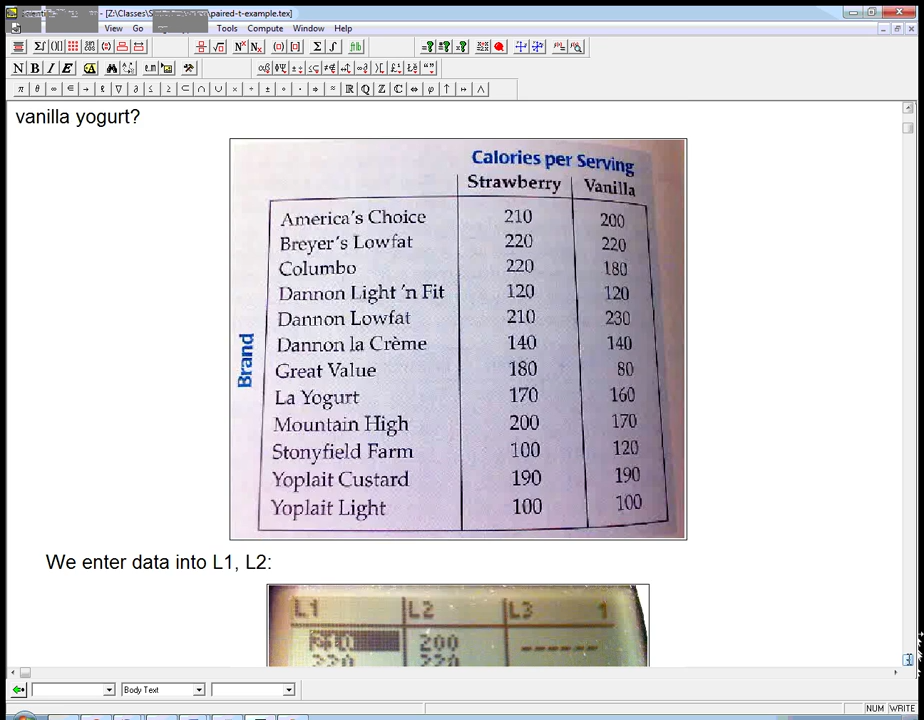 - [Z:\Classes\S paired-t-example.tex]
View Go Tools Compute Window Help
N B I E
Body Text
vanilla yogurt?
Calories per Serving
Strawberry Vanilla
Brand
America's Choice 210 200
Breyer's Lowfat 220 220
Columbo 220 180
Dannon Light 'n Fit 120 120
Dannon Lowfat 210 230
Dannon la Crème 140 140
Great Value 180 80
La Yogurt 170 160
Mountain High 200 170
Stonyfield Farm 100 120
Yoplait Custard 190 190
Yoplait Light 100 100
We enter data into L1, L2:
L1 L2 L3 1
200
220 220
NUM WRITE